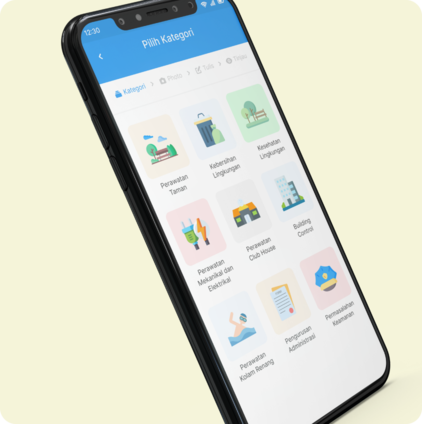 12:30
Pilih Kategori
Kategori
Photo
Tulis
Perawatan
Taman
Kebersihan
Lingkungan
Kesehatan
Lingkungan
Perawatan
Mekanikal dan
Elektrikal
Perawatan
Club House
Building
Control
Perawatan
Kolam Renang
Pengurusan
Administrasi
Permasalahan
Keamanan